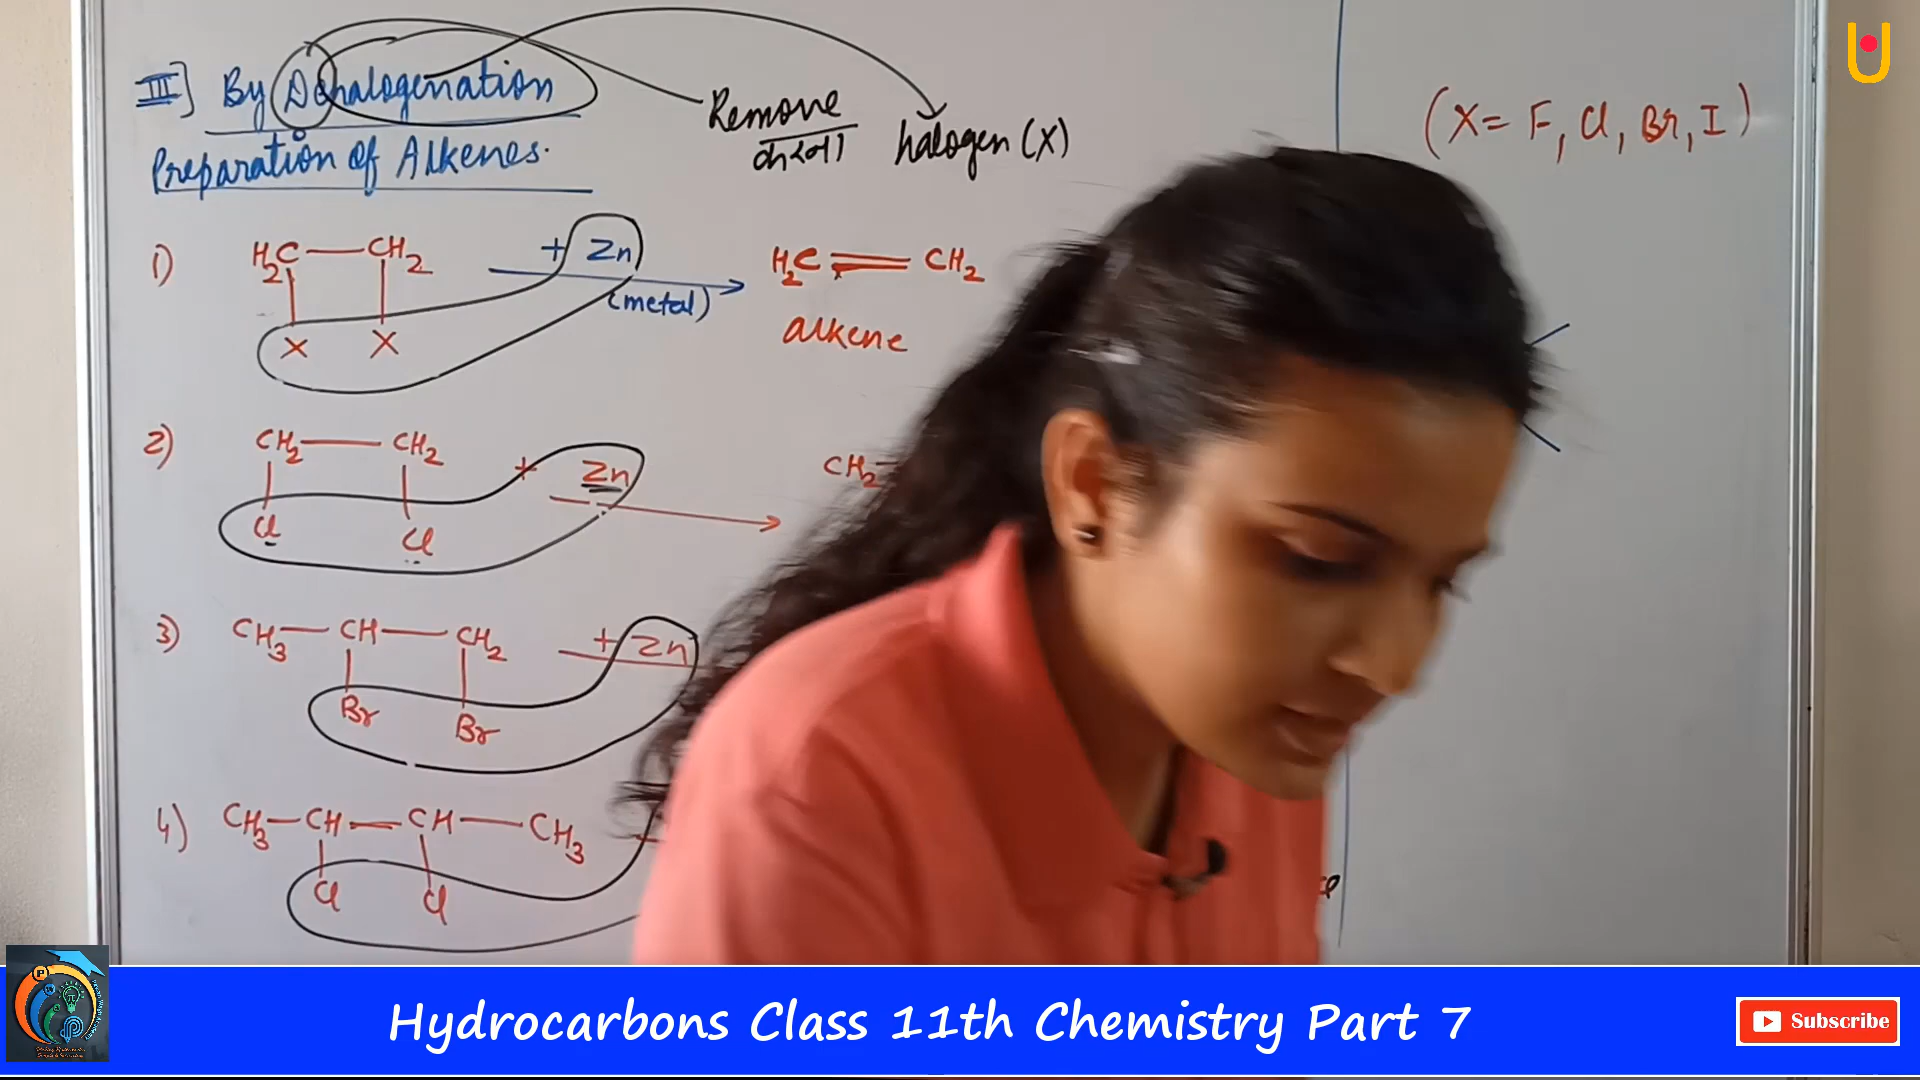 III] By Dehalogenation
Preparation of Alkenes.
Remove
करना
halogen (X)
(X = F, Cl, Br, I)
1) H2C — CH2 + Zn
(metal)
X X
H2C = CH2
alkene
2) CH2 — CH2 + Zn
Cl Cl
CH2
3) CH3 — CH — CH2 + Zn
Br Br
4) CH3 — CH — CH — CH3
Cl Cl
Hydrocarbons Class 11th Chemistry Part 7
Subscribe